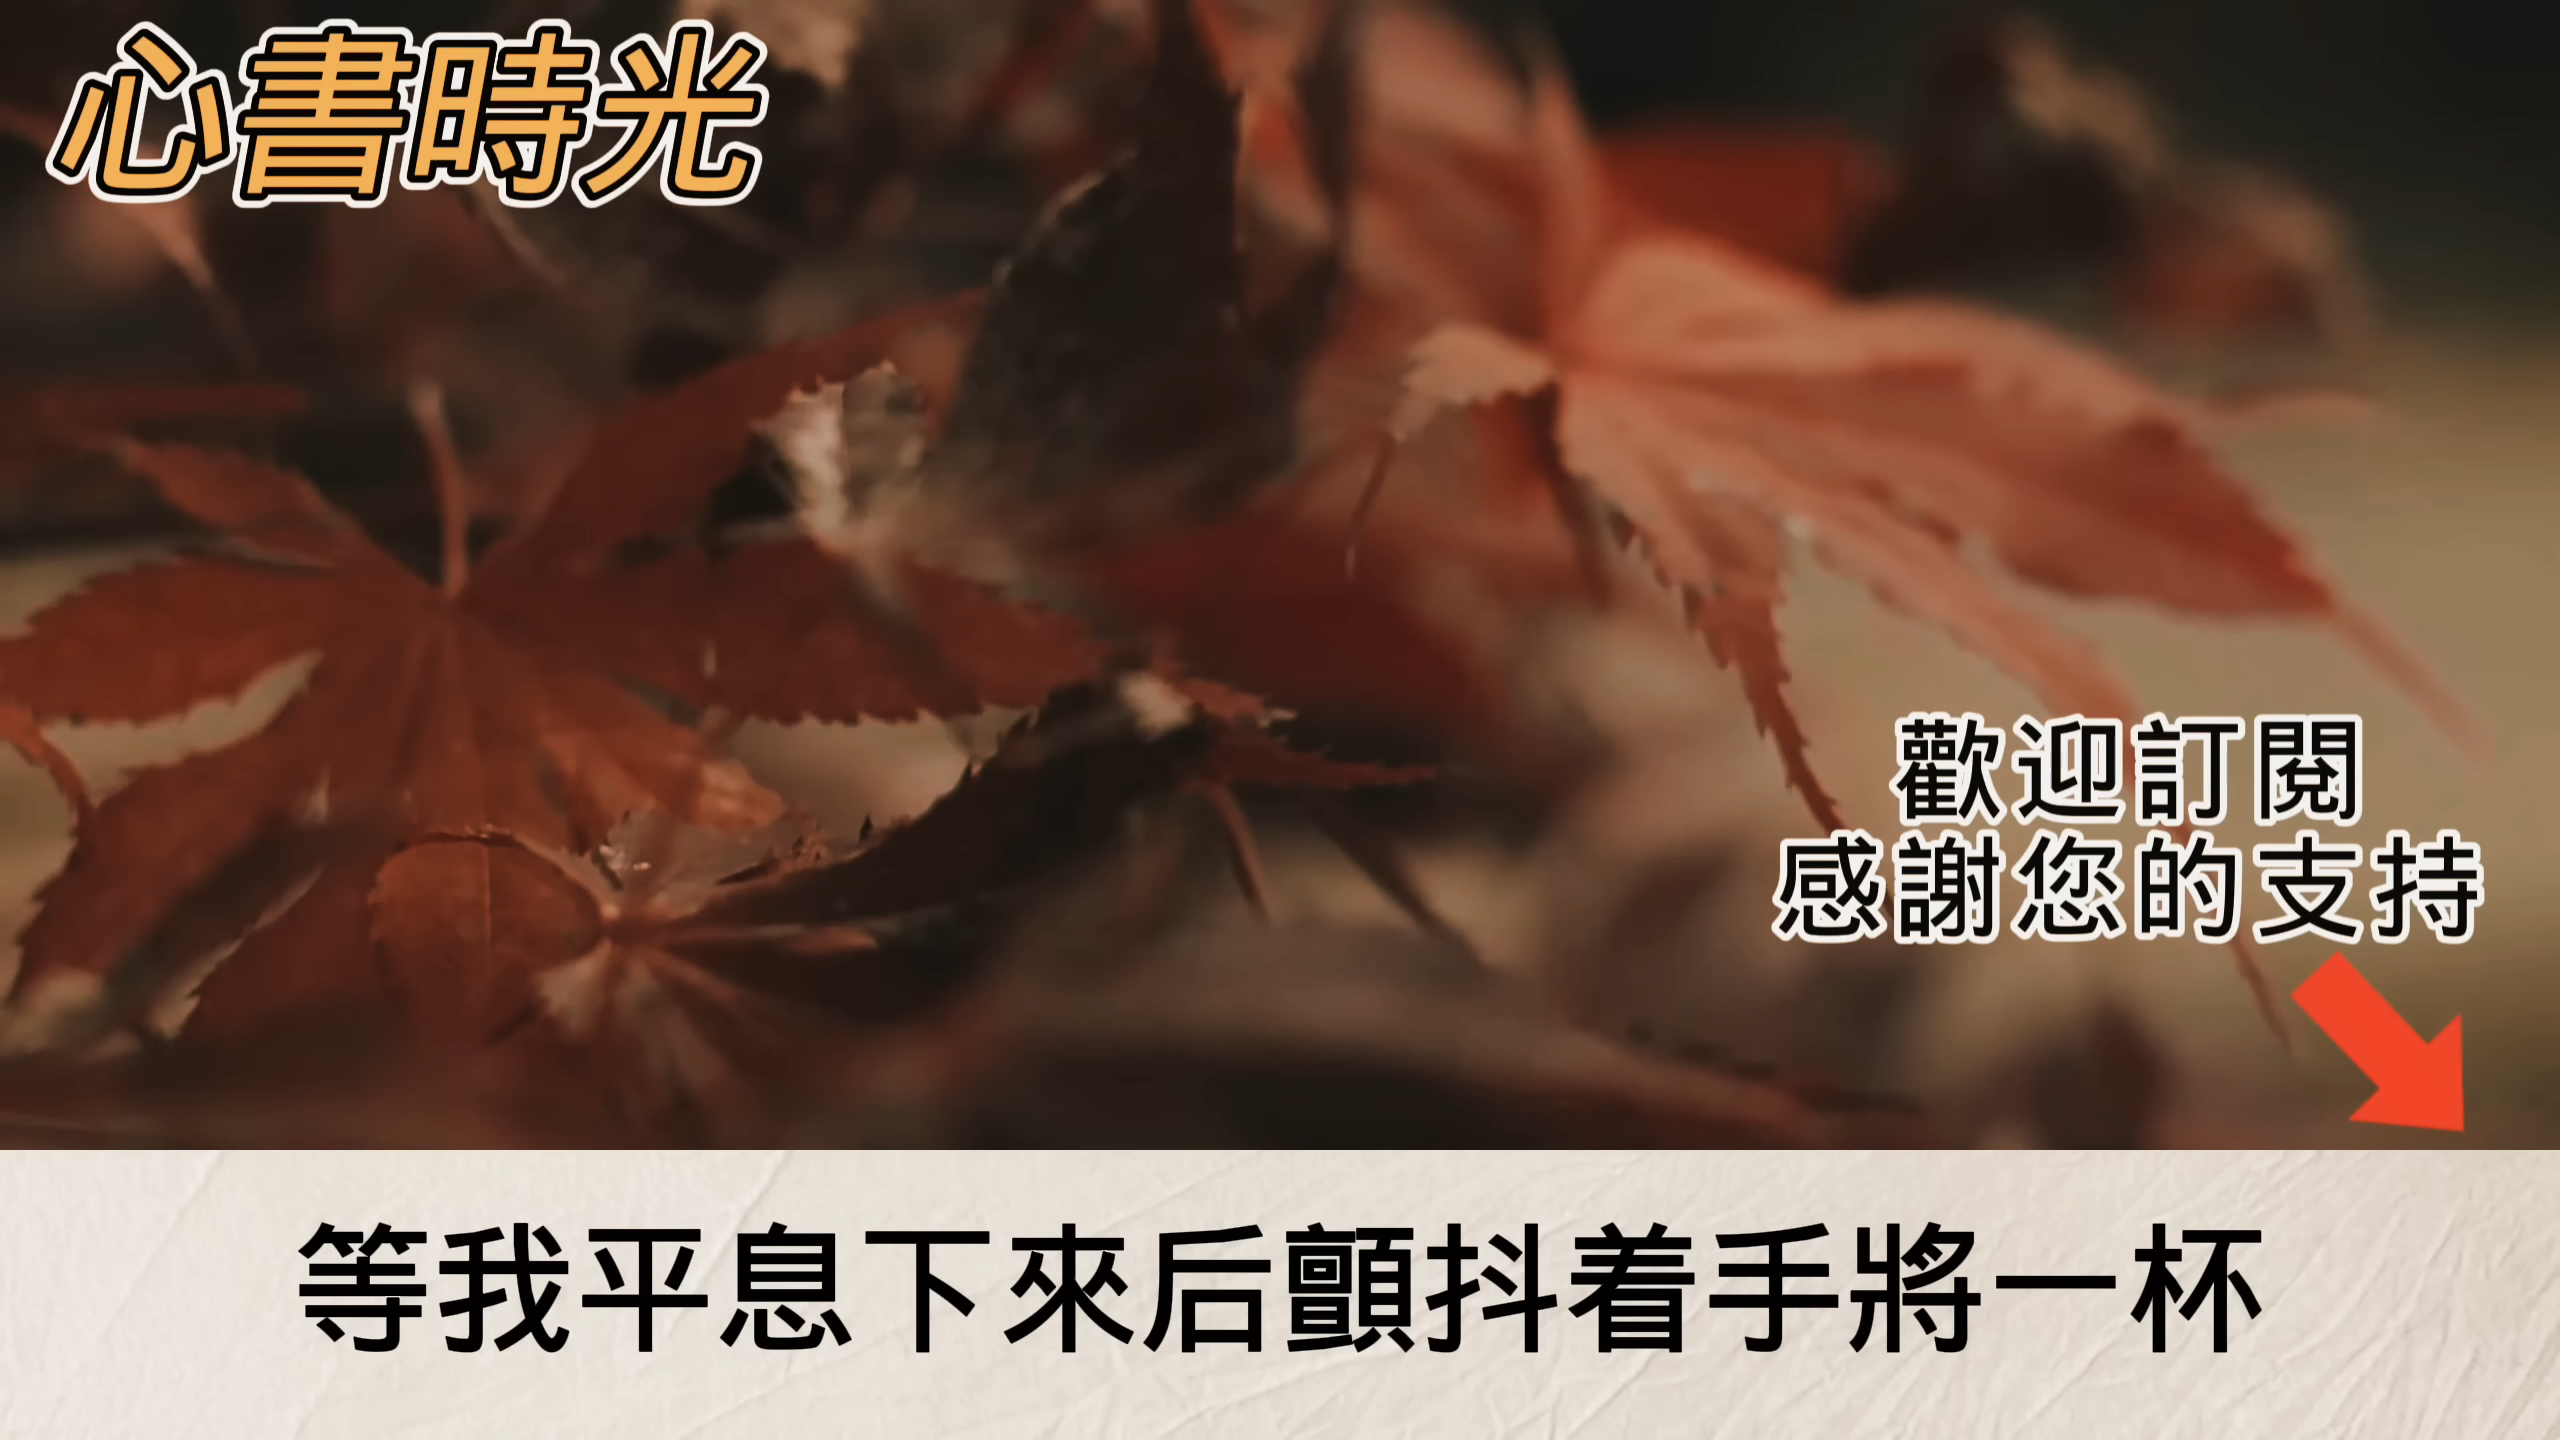 心書時光
歡迎訂閱
感謝您的支持
等我平息下來后顫抖着手將一杯